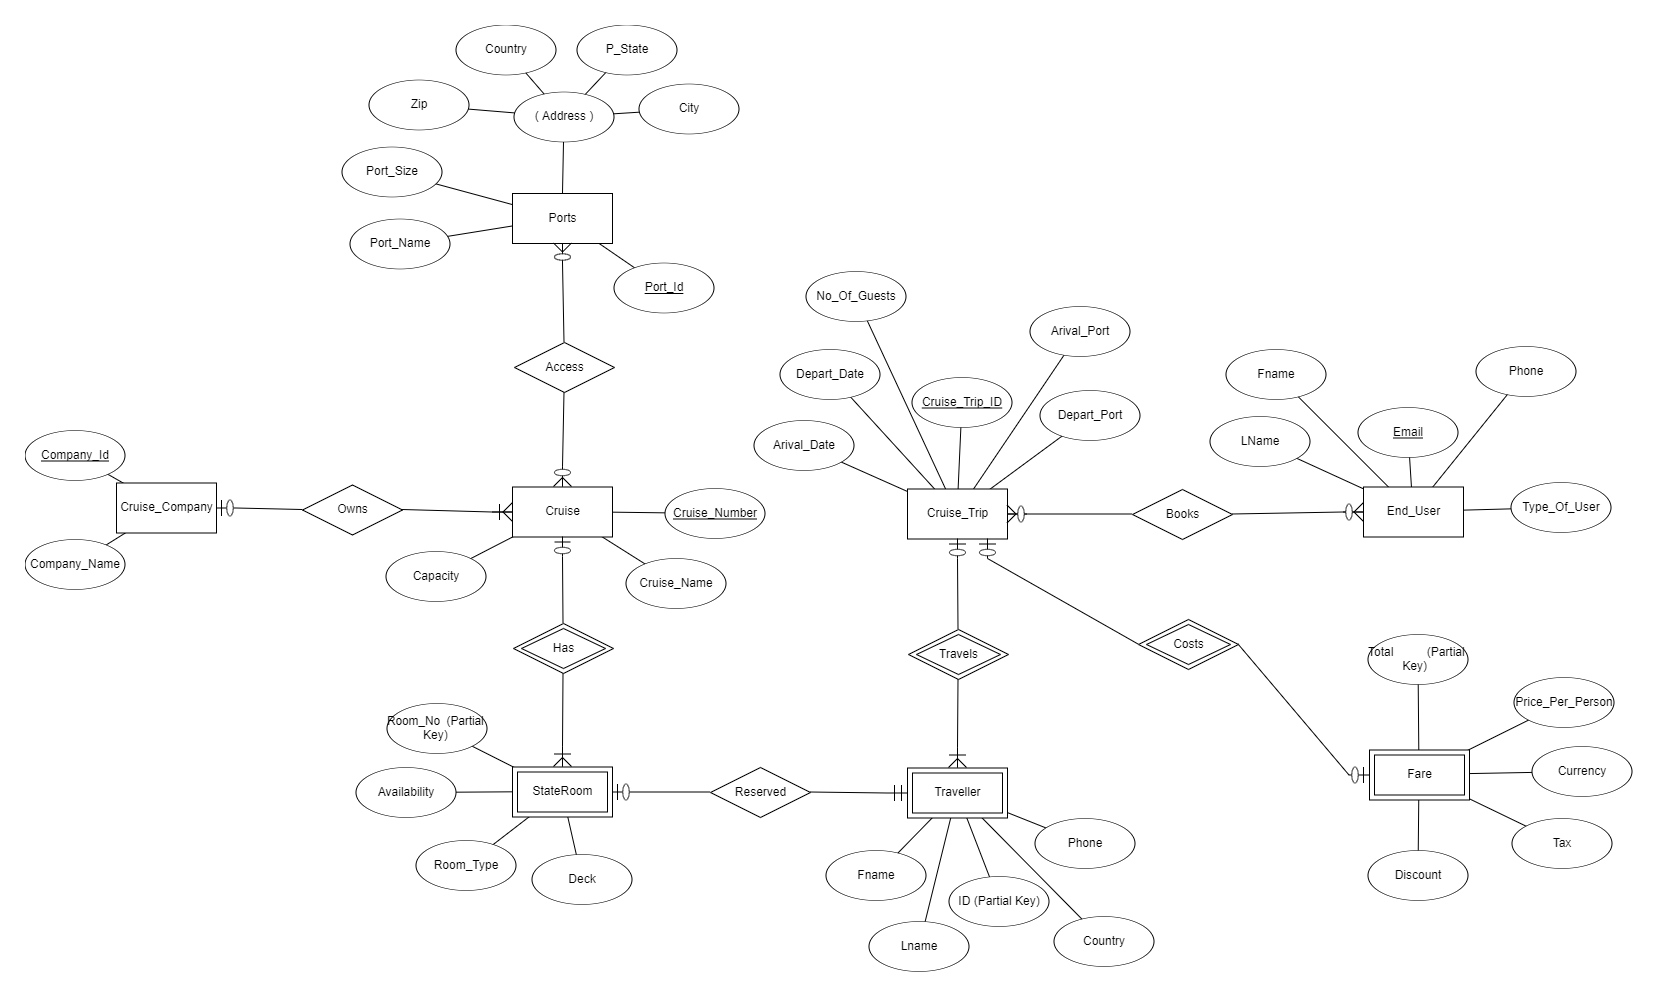 Country
P_State
Zip
( Address )
City
Port_Size
Ports
Port_Name
Port_Id
Access
No_Of_Guests
Arival_Port
Depart_Date
Cruise_Trip_ID
Depart_Port
Arival_Date
Fname
Phone
LName
Email
Type_Of_User
Company_Id
Cruise_Company
Owns
Cruise
Cruise_Number
Cruise_Trip
Books
End_User
Company_Name
Capacity
Cruise_Name
Has
Travels
Costs
Total (Partial
Key)
Price_Per_Person
Room_No (Partial
Key)
Fare
Currency
Availability
StateRoom
Reserved
Traveller
Tax
Phone
Room_Type
Deck
Fname
Discount
ID (Partial Key)
Lname
Country